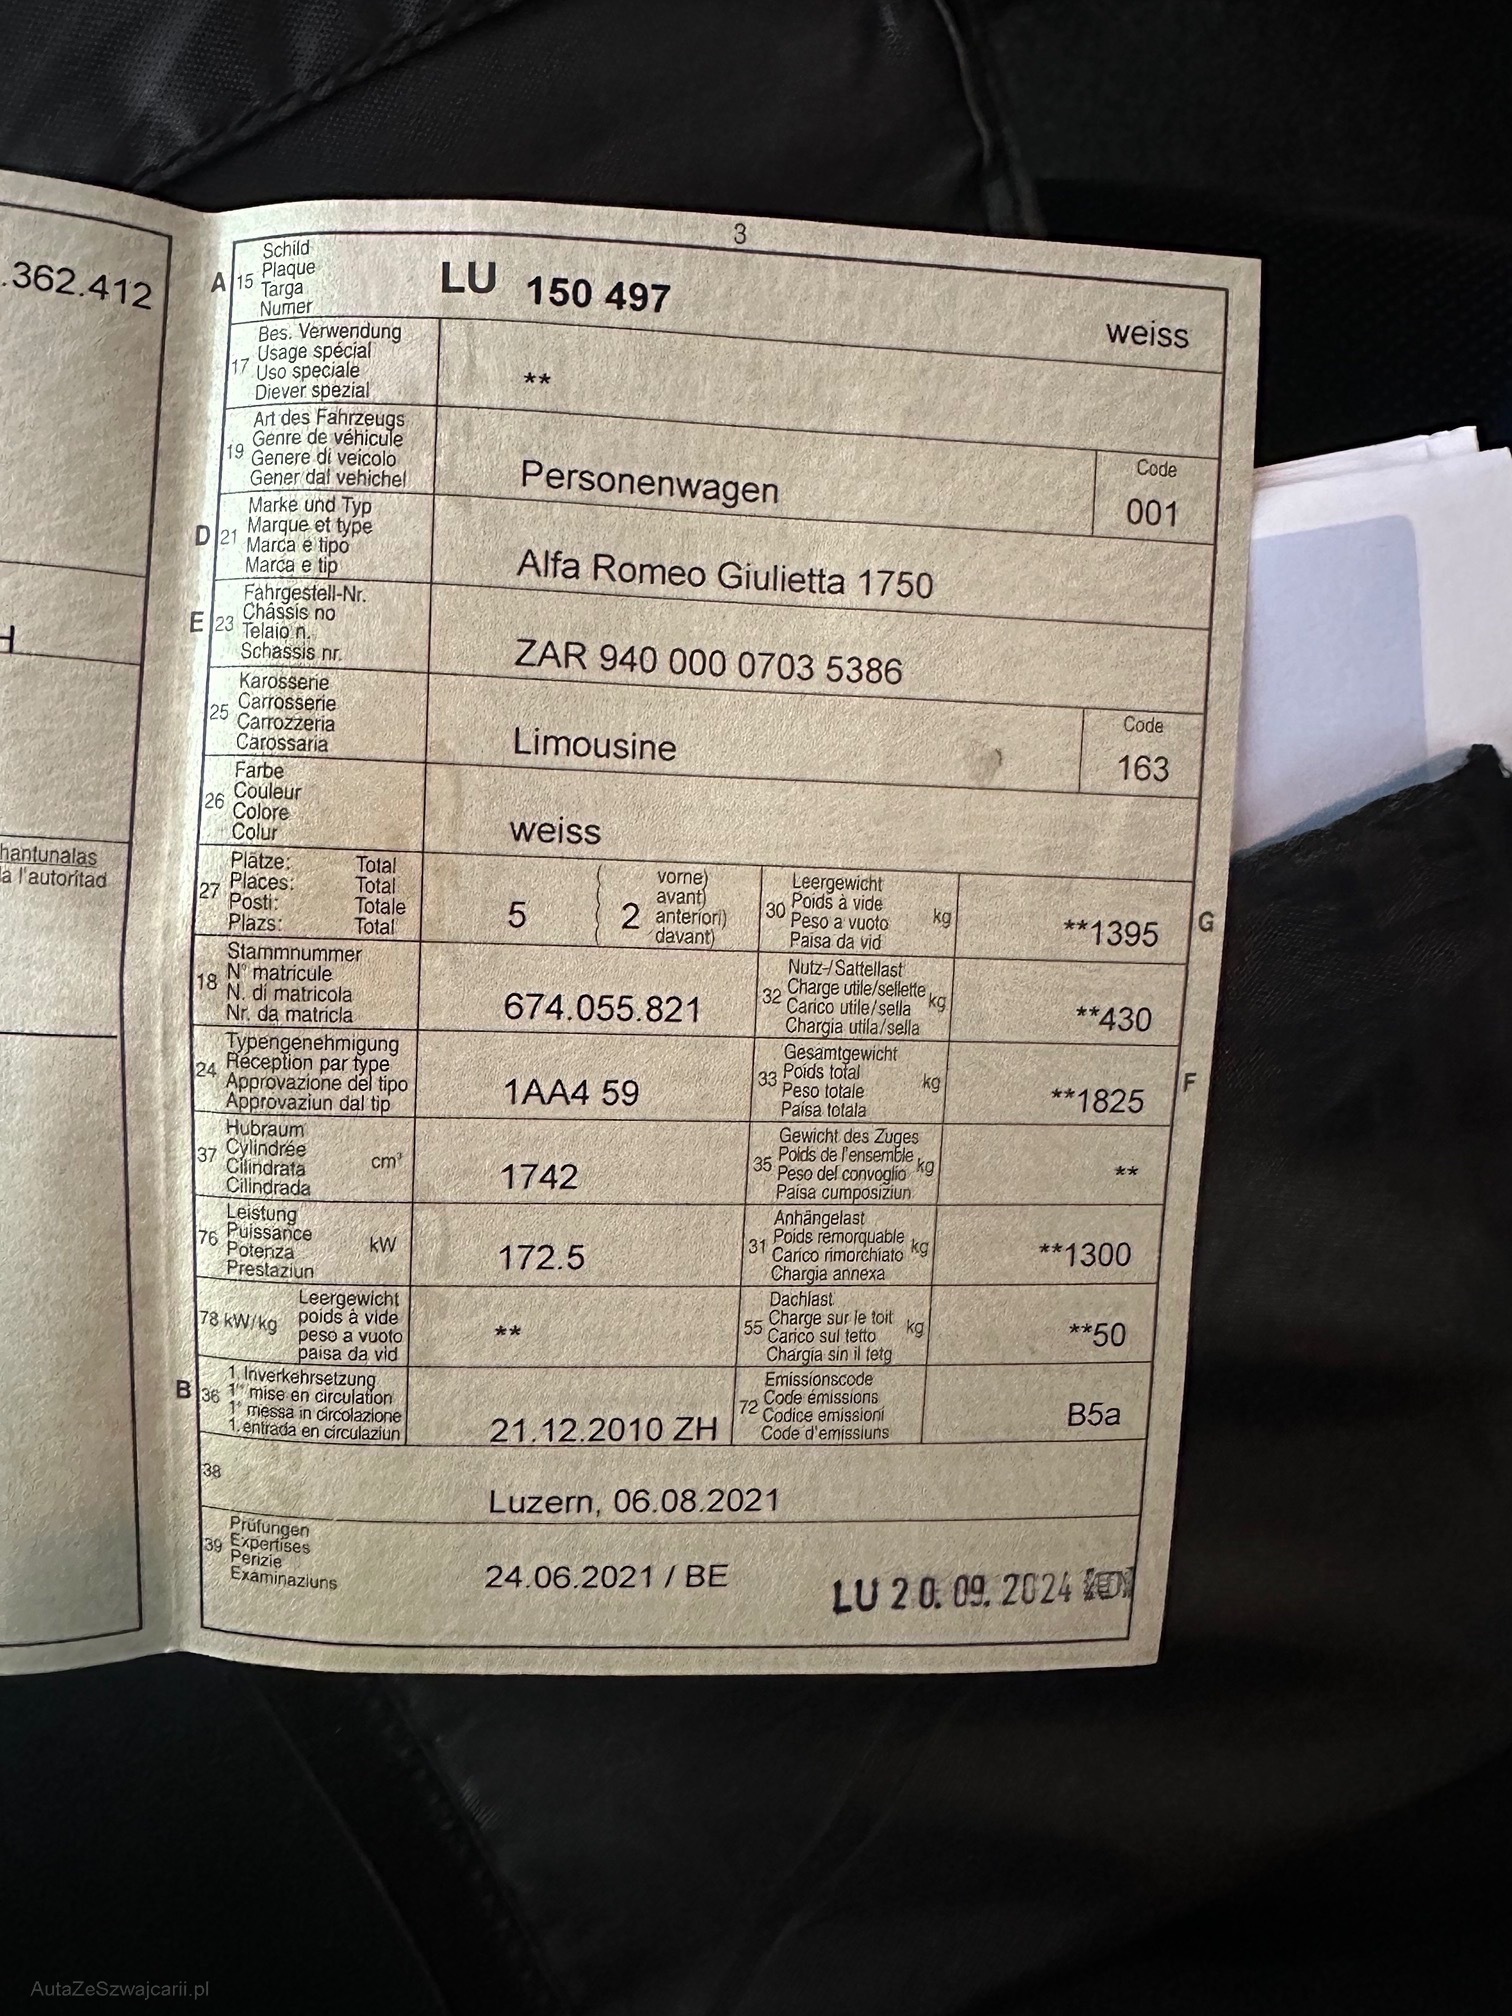 .362.412
H
hantunalas
a l'autoritad
3
A 15 Schild
Plaque
Targa
Numer
LU 150 497
weiss
17 Bes. Verwendung
Usage spécial
Uso speciale
Diever spezial
**
19 Art des Fahrzeugs
Genre de véhicule
Genere di veicolo
Gener dal vehichel
Personenwagen
Code
001
D 21 Marke und Typ
Marque et type
Marca e tipo
Marca e tip
Alfa Romeo Giulietta 1750
E 23 Fahrgestell-Nr.
Châssis no
Telaio n.
Schassis nr.
ZAR 940 000 0703 5386
25 Karosserie
Carrosserie
Carrozzeria
Carossaria
Limousine
Code
163
26 Farbe
Couleur
Colore
Colur
weiss
27 Plätze: Total
Places: Total
Posti: Totale
Plazs: Total
5
2
vorne)
avant)
anteriori)
davant)
30 Leergewicht
Poids à vide
Peso a vuoto
Paisa da vid
kg
**1395
G
18 Stammnummer
N° matricule
N. di matricola
Nr. da matricla
674.055.821
32 Nutz-/Sattellast
Charge utile/sellette
Carico utile/sella
Chargia utila/sella
kg
**430
24 Typengenehmigung
Réception par type
Approvazione del tipo
Approvaziun dal tip
1AA4 59
33 Gesamtgewicht
Poids total
Peso totale
Paisa totala
kg
**1825
F
37 Hubraum
Cylindrée
Cilindrata
Cilindrada
cm³
1742
35 Gewicht des Zuges
Poids de l'ensemble
Peso del convoglio
Paisa cumposiziun
kg
**
76 Leistung
Puissance
Potenza
Prestaziun
kW
172.5
31 Anhängelast
Poids remorquable
Carico rimorchiato
Chargia annexa
kg
**1300
78 kW/kg Leergewicht
poids à vide
peso a vuoto
paisa da vid
**
55 Dachlast
Charge sur le toit
Carico sul tetto
Chargia sin il tetg
kg
**50
B 36 1. Inverkehrsetzung
1re mise en circulation
1a messa in circolazione
1. entrada en circulaziun
21.12.2010 ZH
72 Emissionscode
Code émissions
Codice emissioni
Code d'emissiuns
B5a
38
Luzern, 06.08.2021
39 Prüfungen
Expertises
Perizie
Examinaziuns
24.06.2021 / BE
LU 20.09.2024
AutaZeSzwajcarii.pl